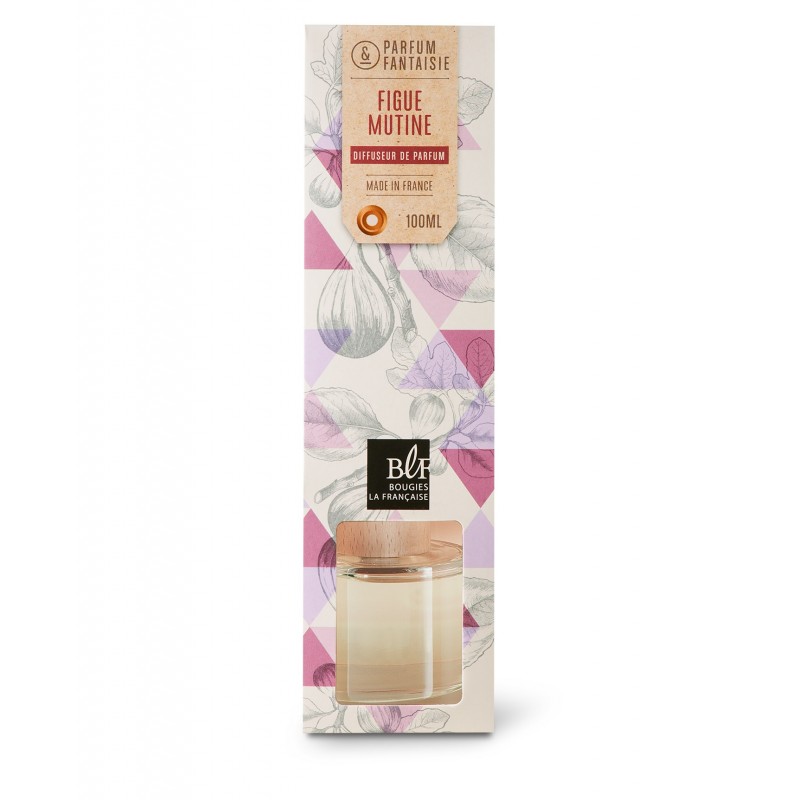 &
PARFUM
FANTAISIE
FIGUE
MUTINE
DIFFUSEUR DE PARFUM
MADE IN FRANCE
100ML
BlF
BOUGIES
LA FRANÇAISE